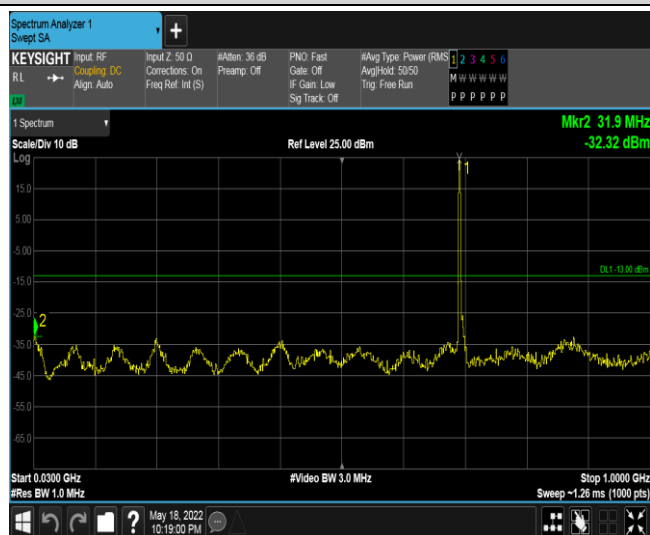 Spectrum Analyzer 1
Swept SA
+
KEYSIGHT Input: RF Input Z: 50 Ω #Atten: 36 dB PNO: Fast #Avg Type: Power (RMS 1 2 3 4 5 6
RL Coupling: DC Corrections: On Preamp: Off Gate: Off Avg|Hold: 50/50 M W W W W W
Align: Auto Freq Ref: Int (S) IF Gain: Low Trig: Free Run
Sig Track: Off P P P P P P
1 Spectrum Mkr2 31.9 MHz
Scale/Div 10 dB Ref Level 25.00 dBm -32.32 dBm
Log
1
15.0
5.00
-5.00
DL1 -13.00 dBm
-15.0
-25.0
2
-35.0
-45.0
-55.0
-65.0
Start 0.0300 GHz #Video BW 3.0 MHz Stop 1.0000 GHz
#Res BW 1.0 MHz Sweep ~1.26 ms (1000 pts)
? May 18, 2022
10:19:00 PM